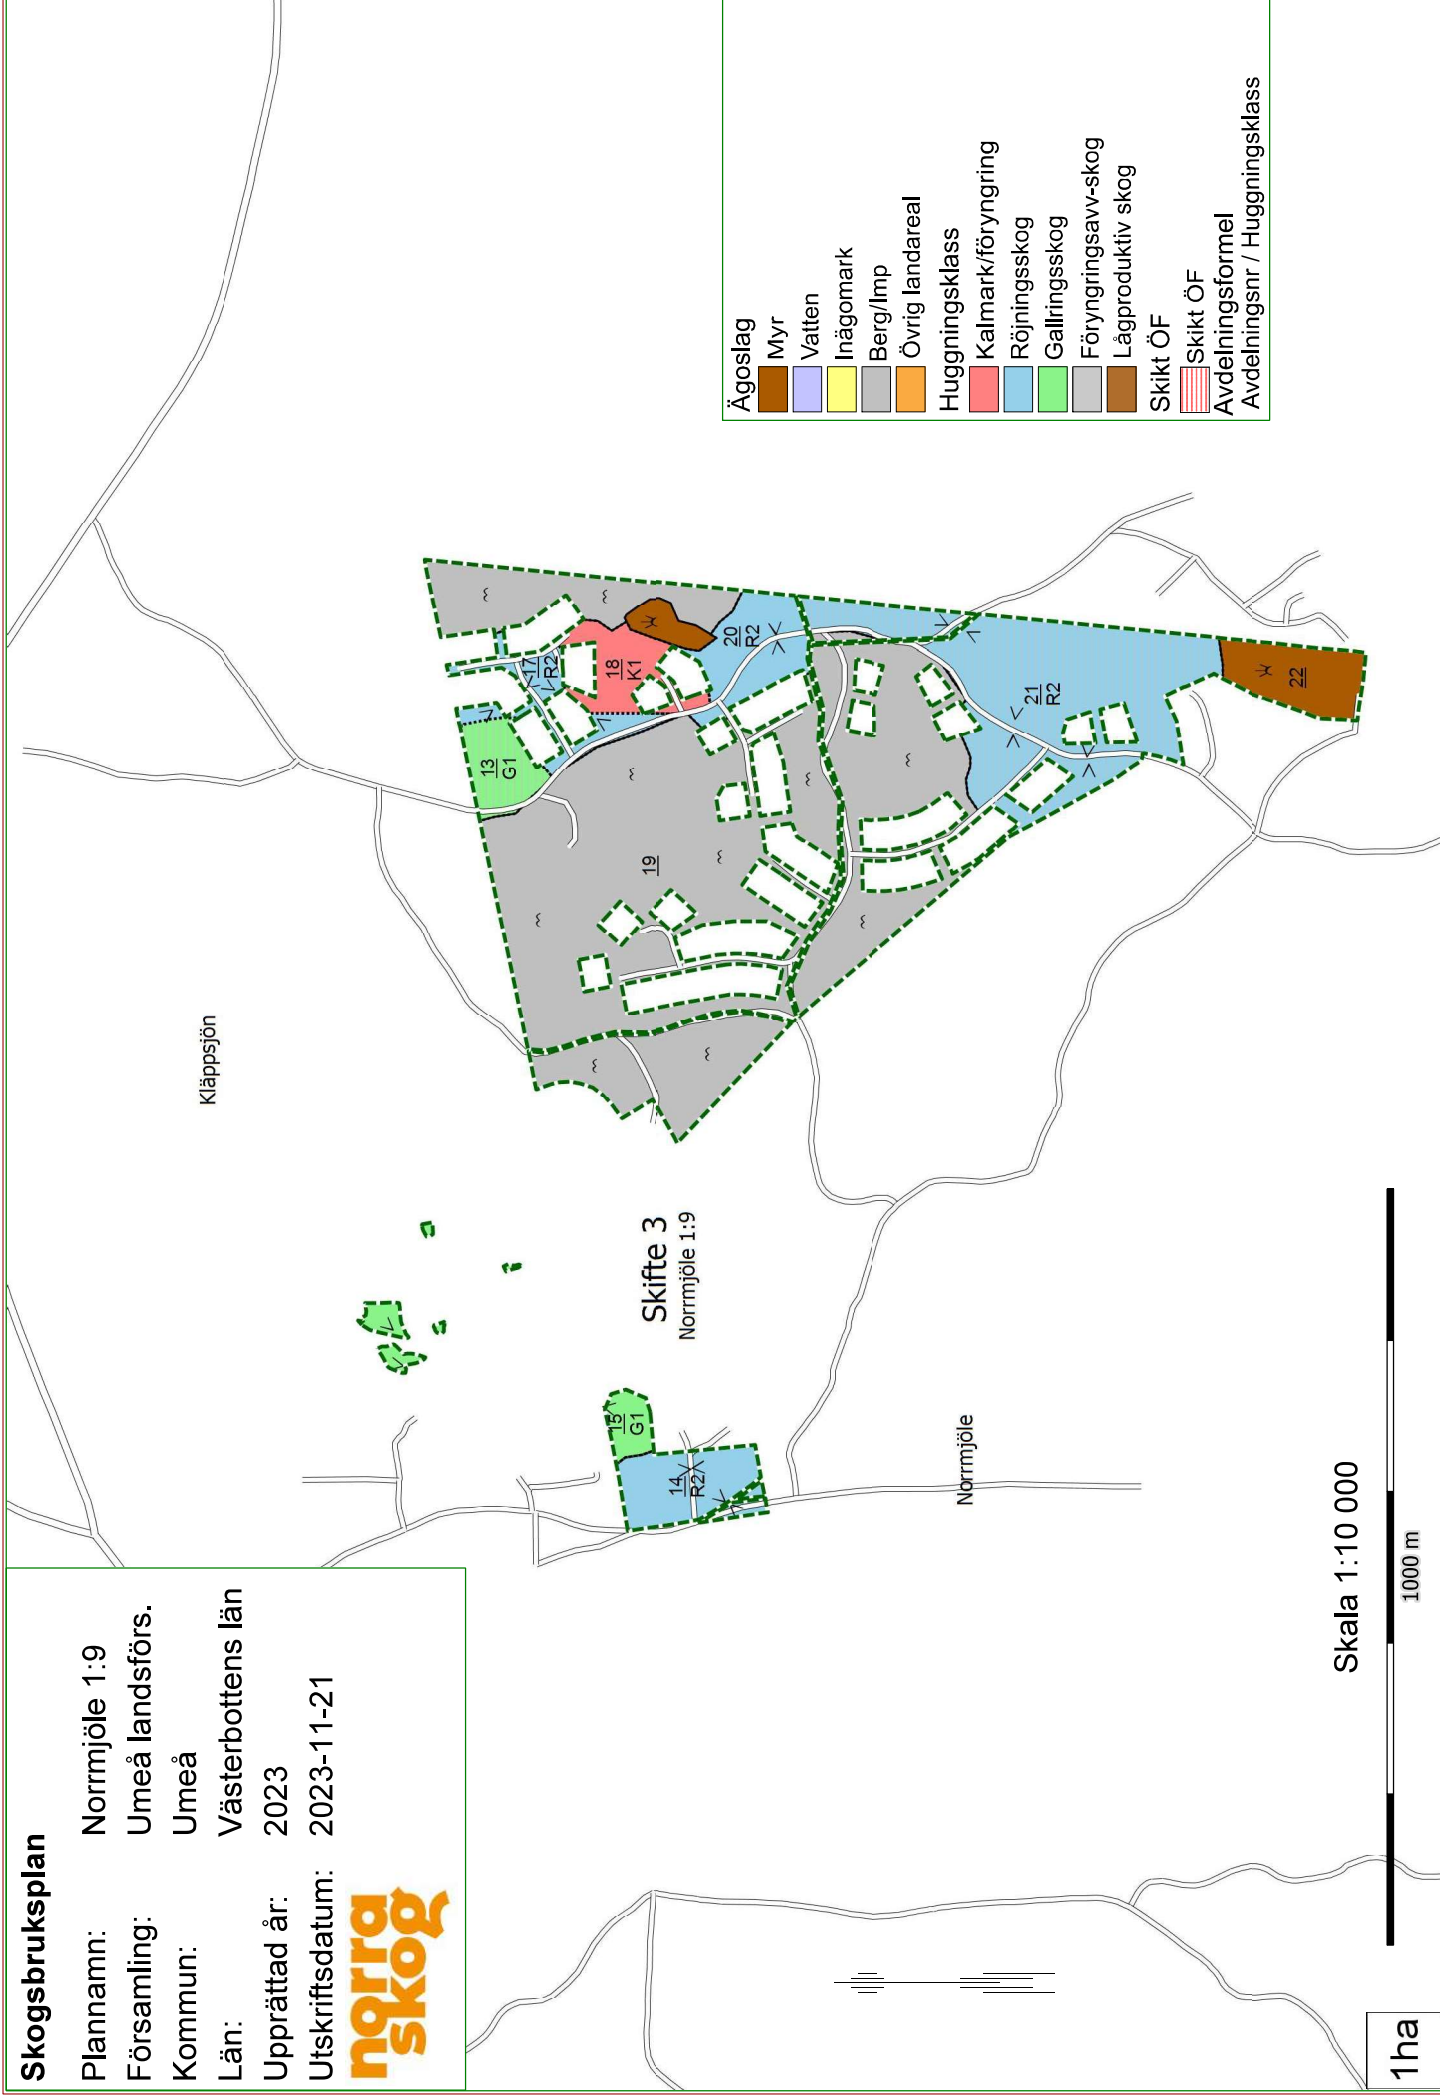 Skogsbruksplan
Plannamn: Norrmjöle 1:9
Församling: Umeå landsförs.
Kommun: Umeå
Län: Västerbottens län
Upprättad år: 2023
Utskriftsdatum: 2023-11-21
norra
skog
Kläppsjön
Skifte 3
Norrmjöle 1:9
Norrmjöle
13
G1
14
R2
15
G1
17
R2
18
K1
19
20
R2
21
R2
22
Ägoslag
Myr
Vatten
Inägomark
Berg/Imp
Övrig landareal
Huggningsklass
Kalmark/föryngring
Röjningsskog
Gallringsskog
Föryngringsavv-skog
Lågproduktiv skog
Skikt ÖF
Skikt ÖF
Avdelningsformel
Avdelningsnr / Huggningsklass
Skala 1:10 000
1000 m
1ha